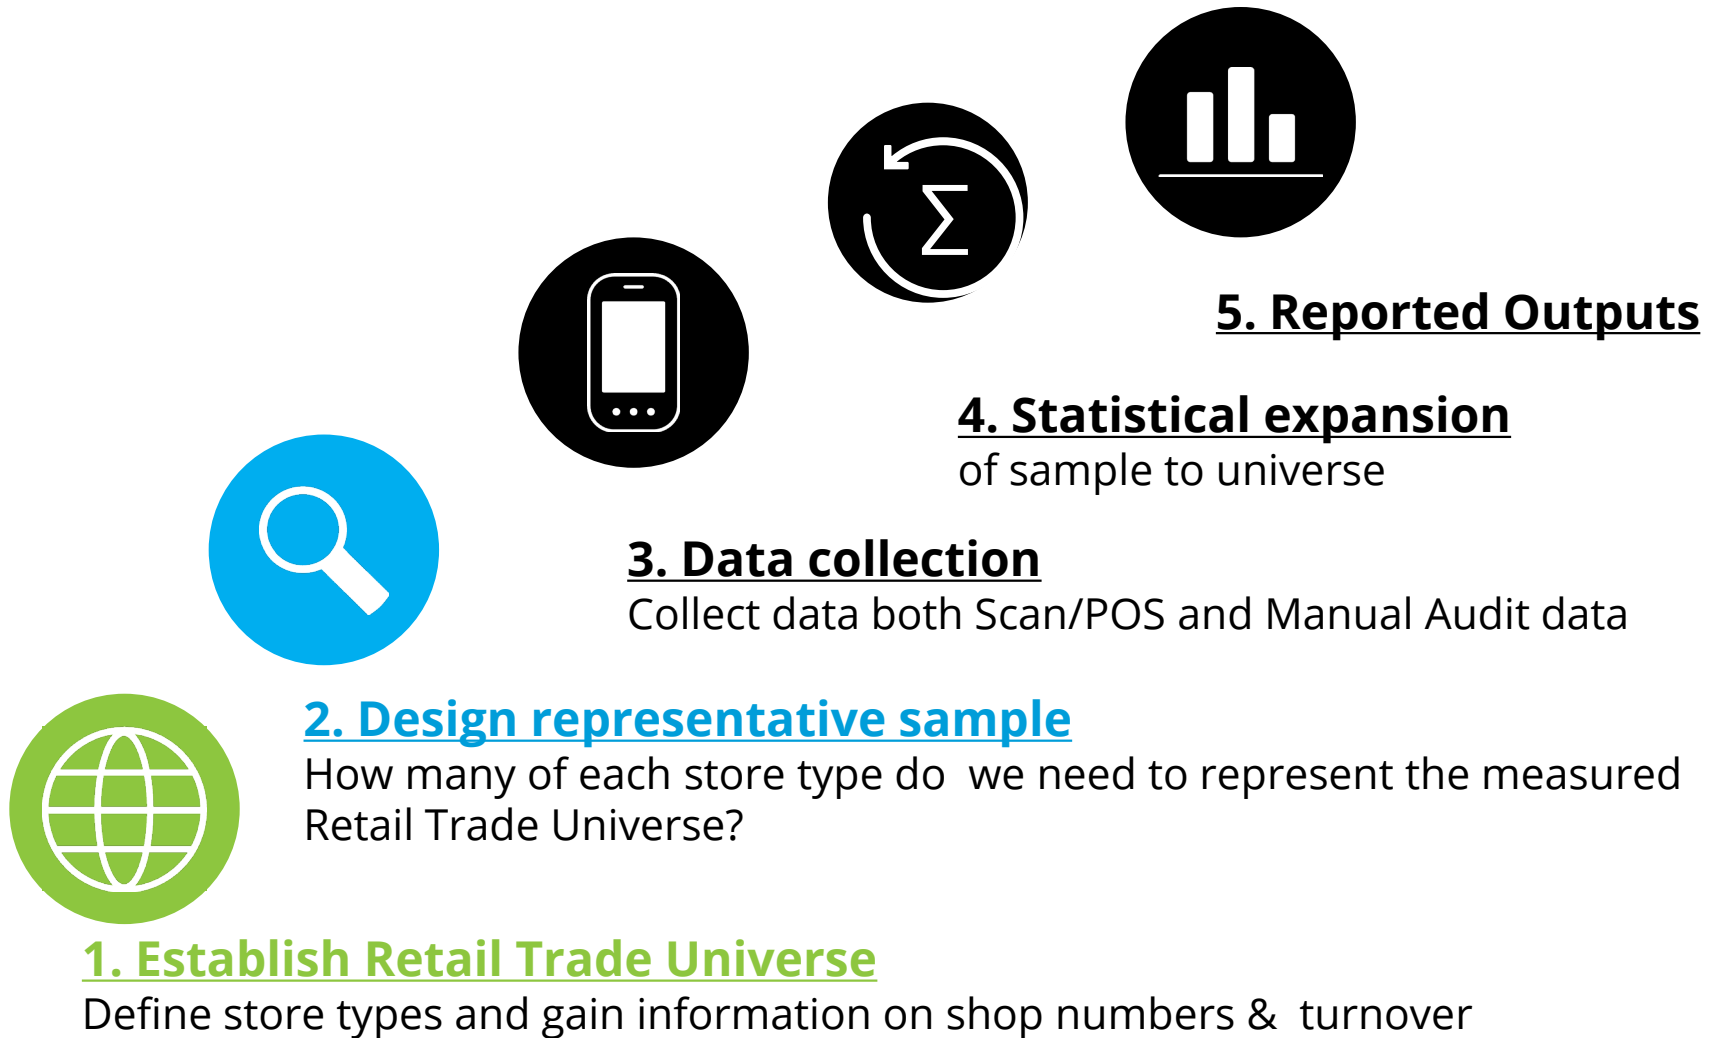 5. Reported Outputs
4. Statistical expansion
of sample to universe
3. Data collection
Collect data both Scan/POS and Manual Audit data
2. Design representative sample
How many of each store type do  we need to represent the measured
Retail Trade Universe?
1. Establish Retail Trade Universe
Define store types and gain information on shop numbers &  turnover
Σ